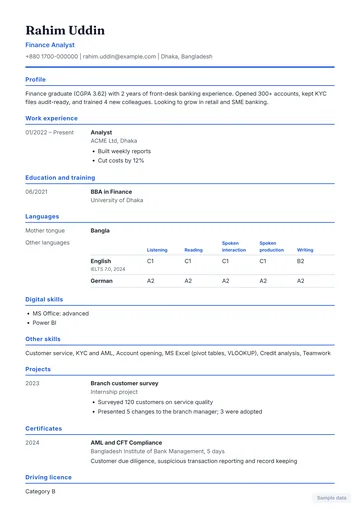 Rahim Uddin
Finance Analyst
+880 1700-000000 | rahim.uddin@example.com | Dhaka, Bangladesh
Profile
Finance graduate (CGPA 3.62) with 2 years of front-desk banking experience. Opened 300+ accounts, kept KYC
files audit-ready, and trained 4 new colleagues. Looking to grow in retail and SME banking.
Work experience
01/2022 – Present Analyst
ACME Ltd, Dhaka
• Built weekly reports
• Cut costs by 12%
Education and training
06/2021 BBA in Finance
University of Dhaka
Languages
Mother tongue Bangla
Other languages
Listening Reading Spoken interaction Spoken production Writing
English C1 C1 C1 C1 B2
IELTS 7.0, 2024
German A2 A2 A2 A2 A2
Digital skills
• MS Office: advanced
• Power BI
Other skills
Customer service, KYC and AML, Account opening, MS Excel (pivot tables, VLOOKUP), Credit analysis, Teamwork
Projects
2023 Branch customer survey
Internship project
• Surveyed 120 customers on service quality
• Presented 5 changes to the branch manager; 3 were adopted
Certificates
2024 AML and CFT Compliance
Bangladesh Institute of Bank Management, 5 days
Customer due diligence, suspicious transaction reporting and record keeping
Driving licence
Category B
Sample data